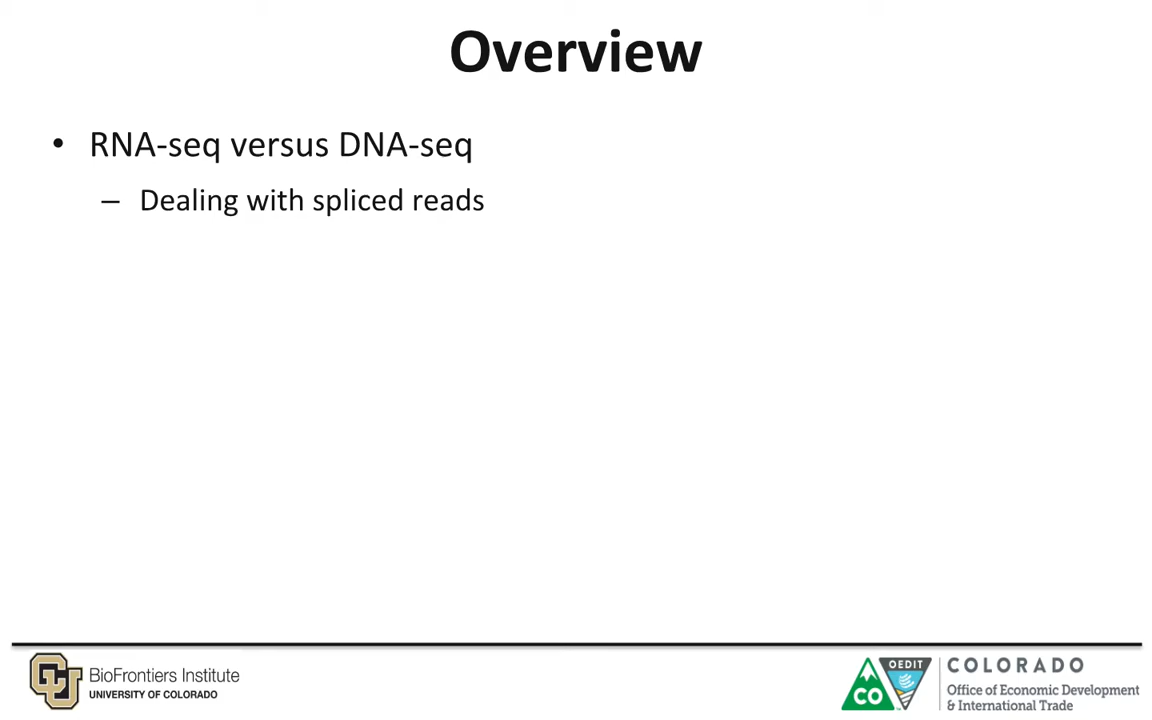 Overview
• RNA-seq versus DNA-seq
– Dealing with spliced reads
CU
BioFrontiers Institute
UNIVERSITY OF COLORADO
CO
OEDIT
COLORADO
Office of Economic Development
& International Trade